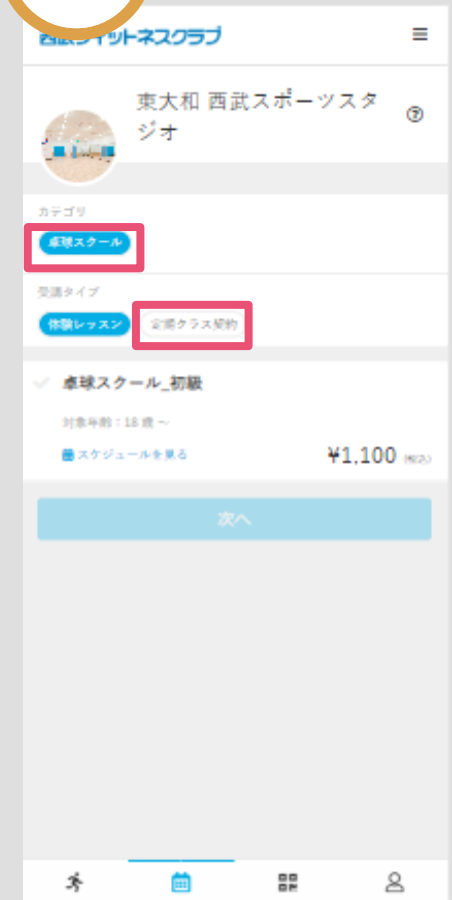 西武フィットネスクラブ
東大和 西武スポーツスタ
ジオ
カテゴリ
卓球スクール
受講タイプ
体験レッスン 定期クラス契約
卓球スクール_初級
対象年齢：18 歳 ～
スケジュールを見る ¥1,100 (税込)
次へ